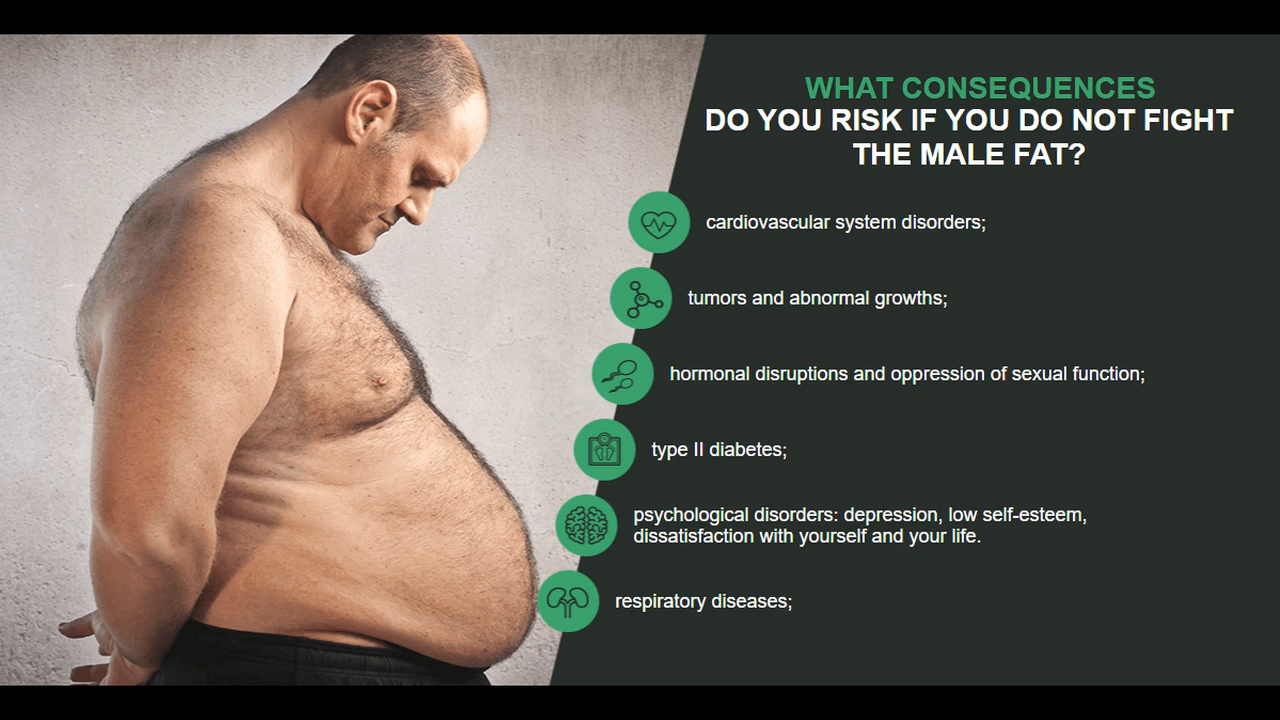 WHAT CONSEQUENCES
DO YOU RISK IF YOU DO NOT FIGHT
THE MALE FAT?
cardiovascular system disorders;
tumors and abnormal growths;
hormonal disruptions and oppression of sexual function;
type II diabetes;
psychological disorders: depression, low self-esteem,
dissatisfaction with yourself and your life.
respiratory diseases;